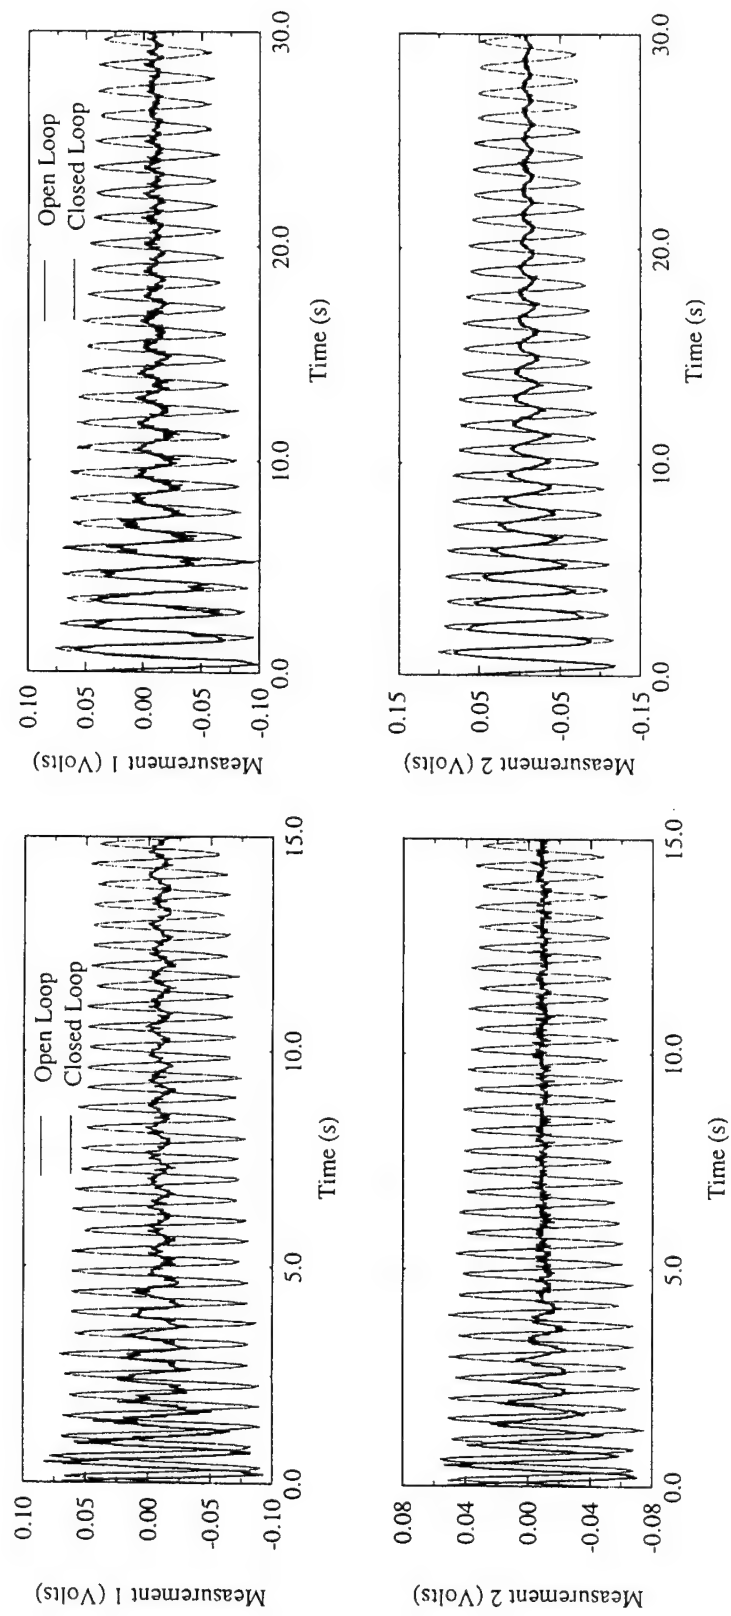 0.10
0.05
0.00
-0.05
-0.10
Measurement 1 (Volts)
Open Loop
Closed Loop
0.0
5.0
10.0
15.0
Time (s)
0.08
0.04
0.00
-0.04
-0.08
Measurement 2 (Volts)
0.0
5.0
10.0
15.0
Time (s)
0.10
0.05
0.00
-0.05
-0.10
Measurement 1 (Volts)
Open Loop
Closed Loop
0.0
10.0
20.0
30.0
Time (s)
0.15
0.05
-0.05
-0.15
Measurement 2 (Volts)
0.0
10.0
20.0
30.0
Time (s)